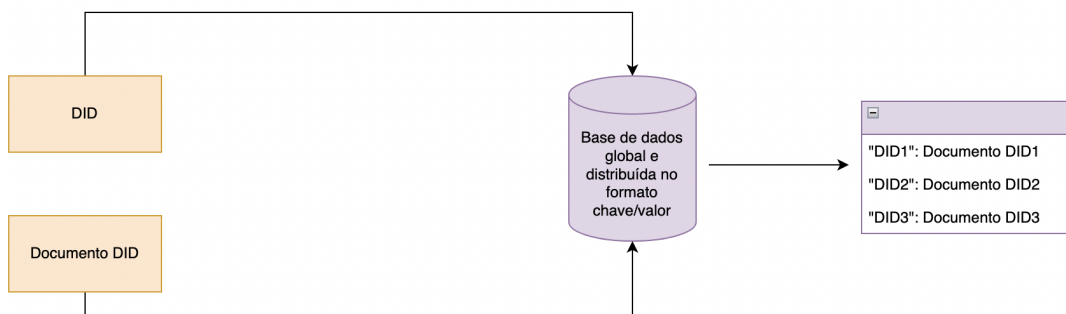 DID
Documento DID
Base de dados
global e
distribuída no
formato
chave/valor
"DID1": Documento DID1
"DID2": Documento DID2
"DID3": Documento DID3